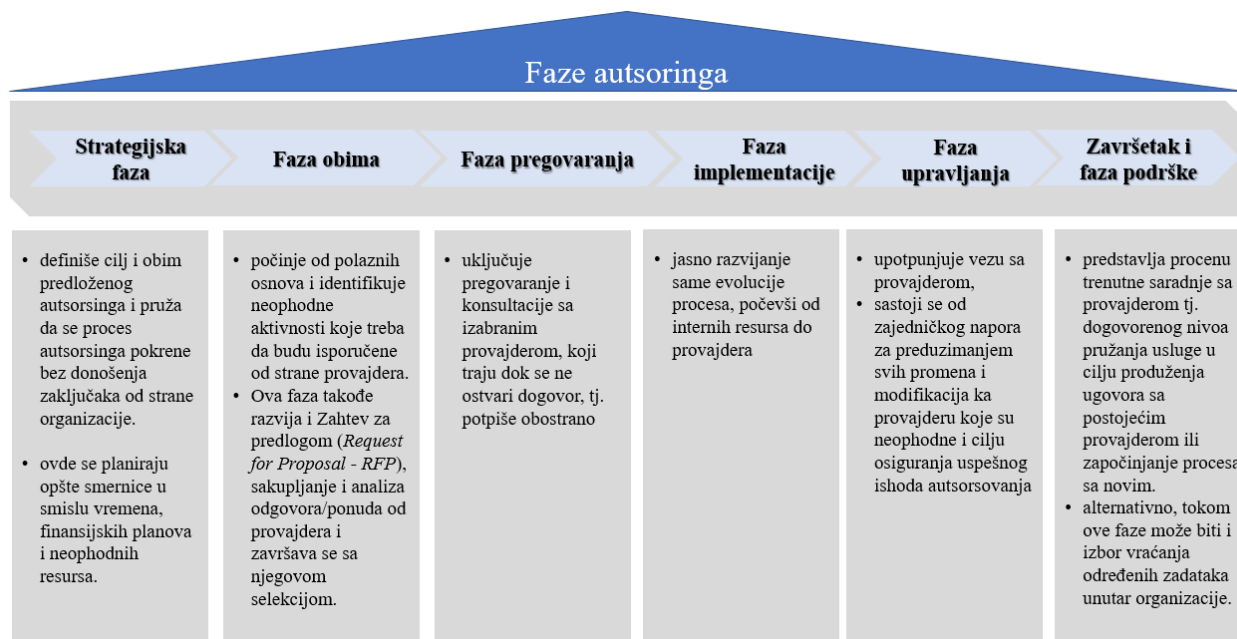 Faze autsoringa
Strategijska
faza
Faza obima
Faza pregovaranja
Faza
implementacije
Faza
upravljanja
Završetak i
faza podrške
• definiše cilj i obim
predloženog
autsorsinga i pruža
da se proces
autsorsinga pokrene
bez donošenja
zaključaka od strane
organizacije.
• ovde se planiraju
opšte smernice u
smislu vremena,
finansijskih planova
i neophodnih
resursa.
• počinje od polaznih
osnova i identifikuje
neophodne
aktivnosti koje treba
da budu isporučene
od strane provajdera.
• Ova faza takođe
razvija i Zahtev za
predlogom (Request
for Proposal - RFP),
sakupljanje i analiza
odgovora/ponuda od
provajdera i
završava se sa
njegovom
selekcijom.
• uključuje
pregovaranje i
konsultacije sa
izabranim
provajderom, koji
traju dok se ne
ostvari dogovor, tj.
potpiše obostrano
• jasno razvijanje
same evolucije
procesa, počevši od
internih resursa do
provajdera
• upotpunjuje vezu sa
provajderom,
• sastoji se od
zajedničkog napora
za preduzimanjem
svih promena i
modifikacija ka
provajderu koje su
neophodne i cilju
osiguranja uspešnog
ishoda autsorsovanja
• predstavlja procenu
trenutne saradnje sa
provajderom tj.
dogovorenog nivoa
pružanja usluge u
cilju produženja
ugovora sa
postojećim
provajderom ili
započinjanje procesa
sa novim.
• alternativno, tokom
ove faze može biti i
izbor vraćanja
određenih zadataka
unutar organizacije.